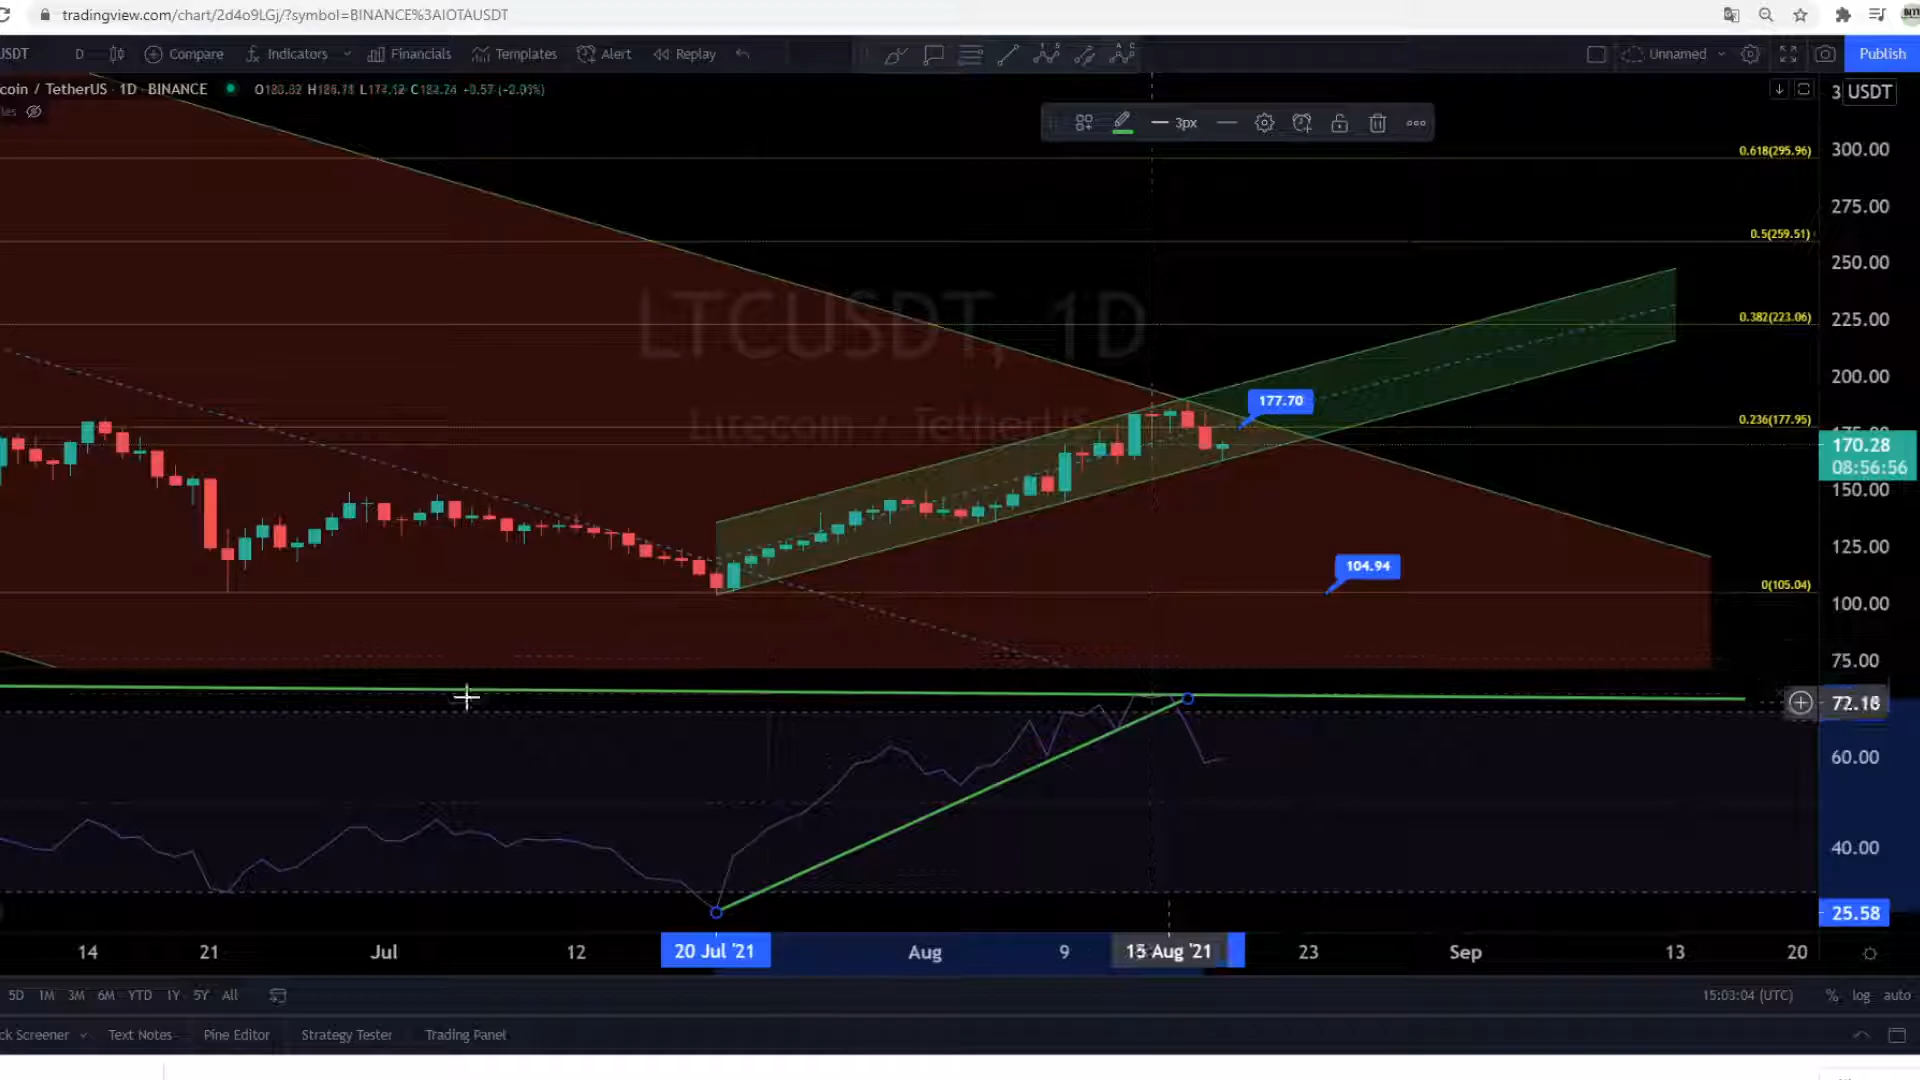 tradingview.com/chart/2d4o9LGj/?symbol=BINANCE%3AIOTAUSDT
USDT D Compare Indicators Financials Templates Alert Replay Unnamed Publish
coin / TetherUS · 1D · BINANCE
les
3px
3 USDT
0.618(295.96)
300.00
275.00
0.5(259.51)
250.00
LTCUSDT, 1D
0.382(223.06)
225.00
200.00
177.70
Litecoin / TetherUS
0.236(177.95)
170.28
08:56:56
150.00
125.00
104.94
0(105.04)
100.00
75.00
60.00
40.00
25.58
14 21 Jul 12 20 Jul '21 Aug 9 Aug '21 23 Sep 13 20
5D 1M 3M 6M YTD 1Y 5Y All
15:03:04 (UTC) % log auto
ck Screener Text Notes Pine Editor Strategy Tester Trading Panel